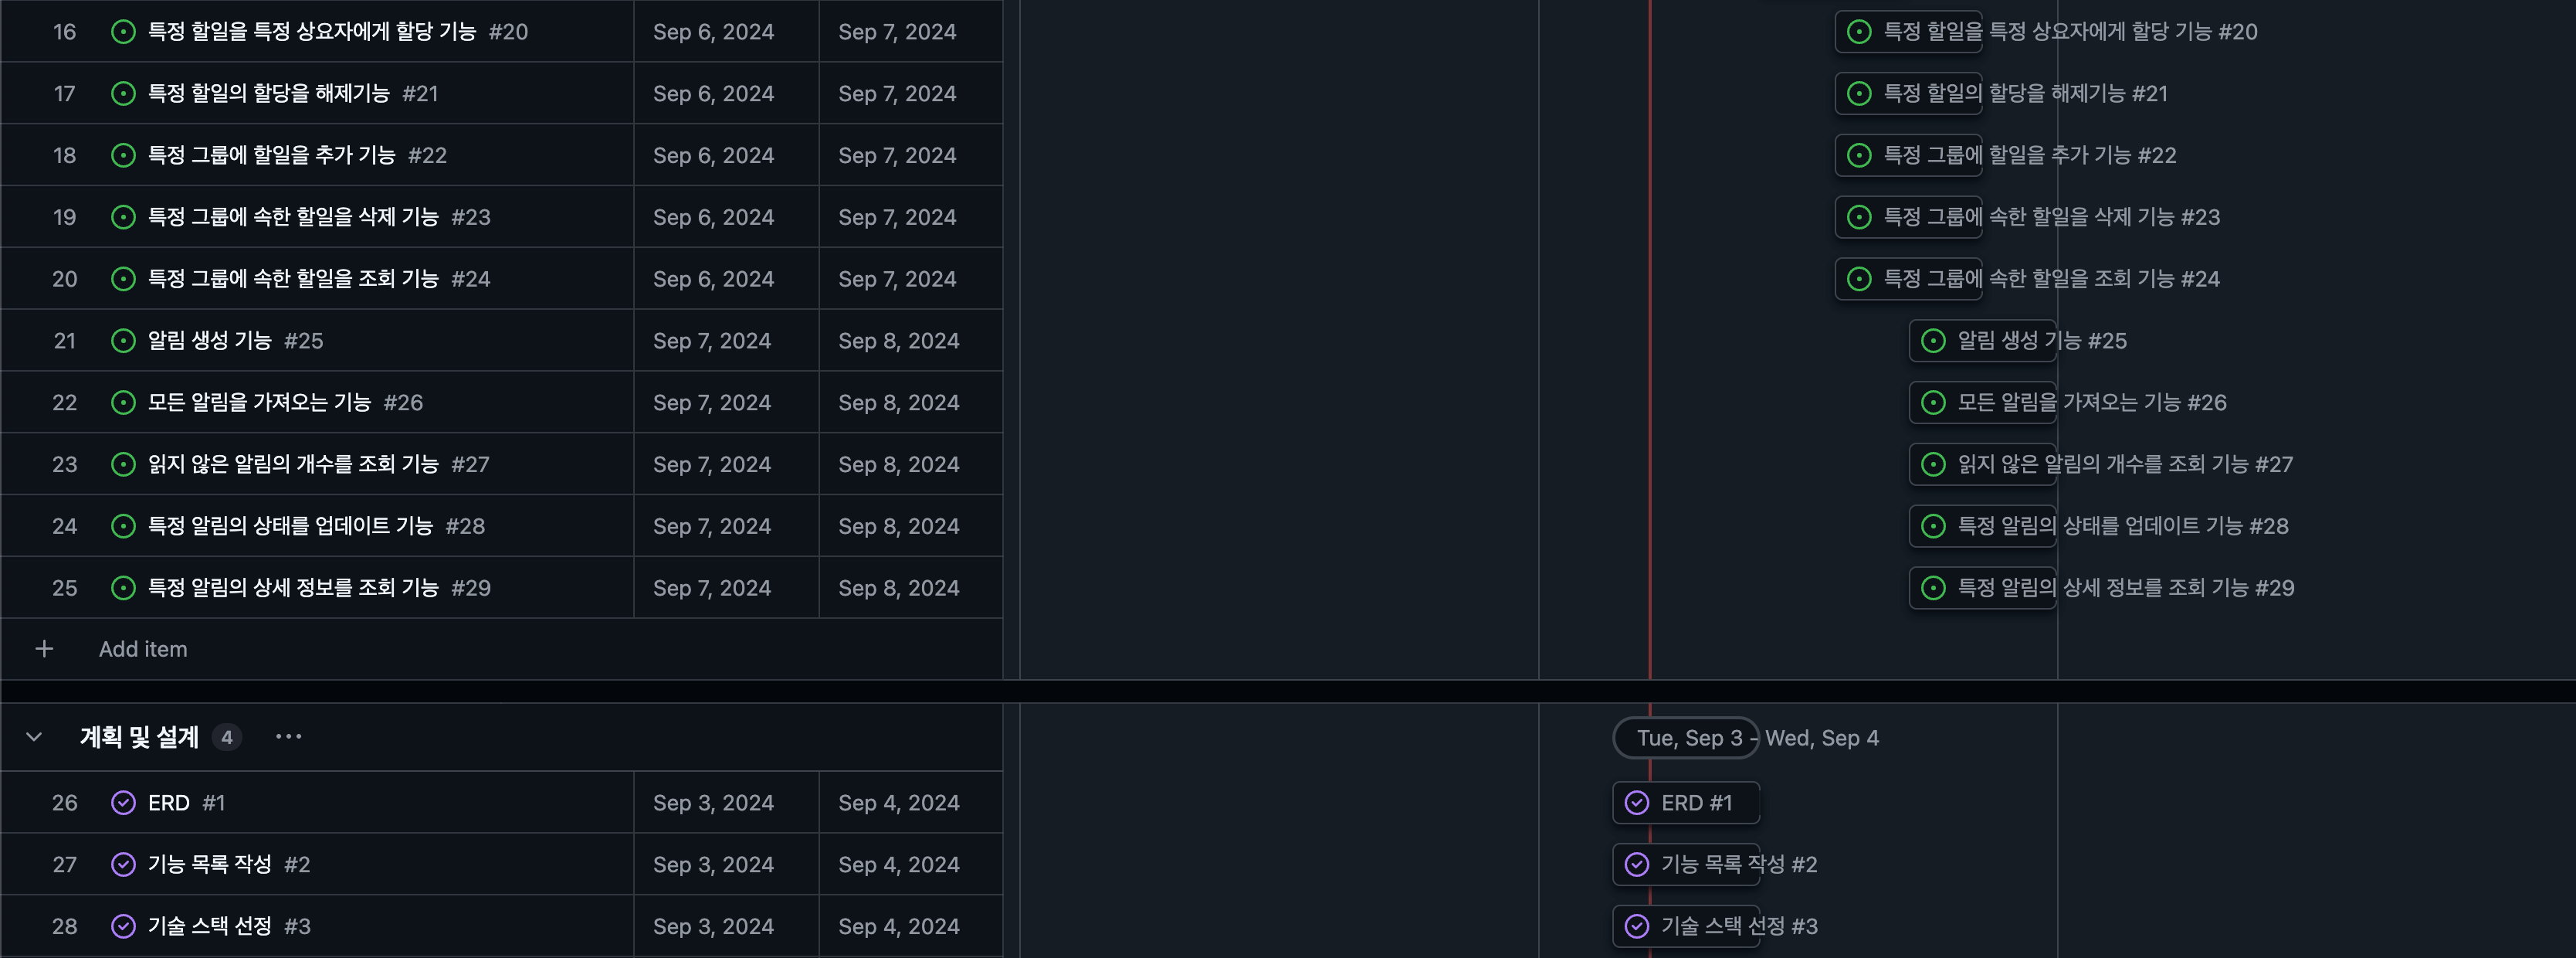 16 특정 할일을 특정 상요자에게 할당 기능 #20 Sep 6, 2024 Sep 7, 2024 특정 할일을 특정 상요자에게 할당 기능 #20
17 특정 할일의 할당을 해제기능 #21 Sep 6, 2024 Sep 7, 2024 특정 할일의 할당을 해제기능 #21
18 특정 그룹에 할일을 추가 기능 #22 Sep 6, 2024 Sep 7, 2024 특정 그룹에 할일을 추가 기능 #22
19 특정 그룹에 속한 할일을 삭제 기능 #23 Sep 6, 2024 Sep 7, 2024 특정 그룹에 속한 할일을 삭제 기능 #23
20 특정 그룹에 속한 할일을 조회 기능 #24 Sep 6, 2024 Sep 7, 2024 특정 그룹에 속한 할일을 조회 기능 #24
21 알림 생성 기능 #25 Sep 7, 2024 Sep 8, 2024 알림 생성 기능 #25
22 모든 알림을 가져오는 기능 #26 Sep 7, 2024 Sep 8, 2024 모든 알림을 가져오는 기능 #26
23 읽지 않은 알림의 개수를 조회 기능 #27 Sep 7, 2024 Sep 8, 2024 읽지 않은 알림의 개수를 조회 기능 #27
24 특정 알림의 상태를 업데이트 기능 #28 Sep 7, 2024 Sep 8, 2024 특정 알림의 상태를 업데이트 기능 #28
25 특정 알림의 상세 정보를 조회 기능 #29 Sep 7, 2024 Sep 8, 2024 특정 알림의 상세 정보를 조회 기능 #29
Add item
계획 및 설계 4 Tue, Sep 3 - Wed, Sep 4
26 ERD #1 Sep 3, 2024 Sep 4, 2024 ERD #1
27 기능 목록 작성 #2 Sep 3, 2024 Sep 4, 2024 기능 목록 작성 #2
28 기술 스택 선정 #3 Sep 3, 2024 Sep 4, 2024 기술 스택 선정 #3